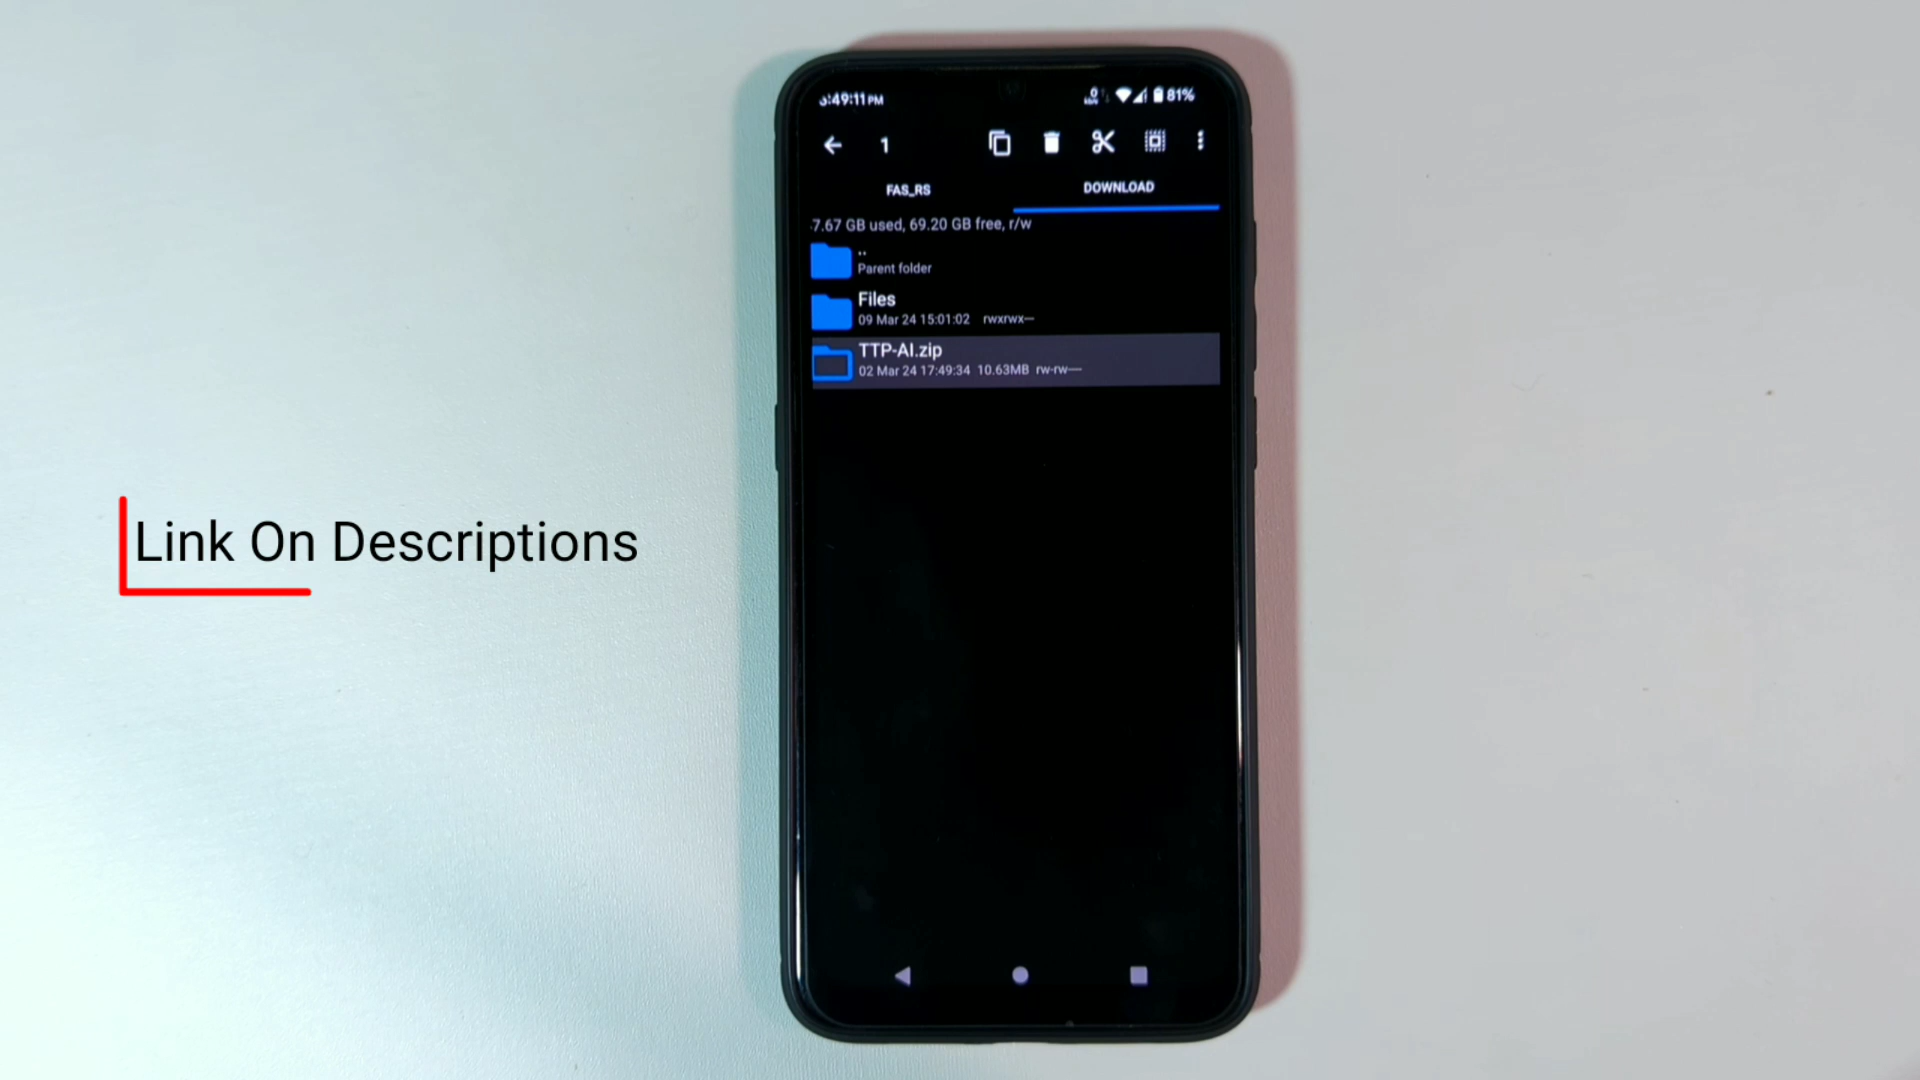 :49:11 PM
81%
1
FAS_RS
DOWNLOAD
7.67 GB used, 69.20 GB free, r/w
..
Parent folder
Files
09 Mar 24 15:01:02 rwxrwx---
TTP-AI.zip
02 Mar 24 17:49:34 10.63MB rw-rw----
Link On Descriptions